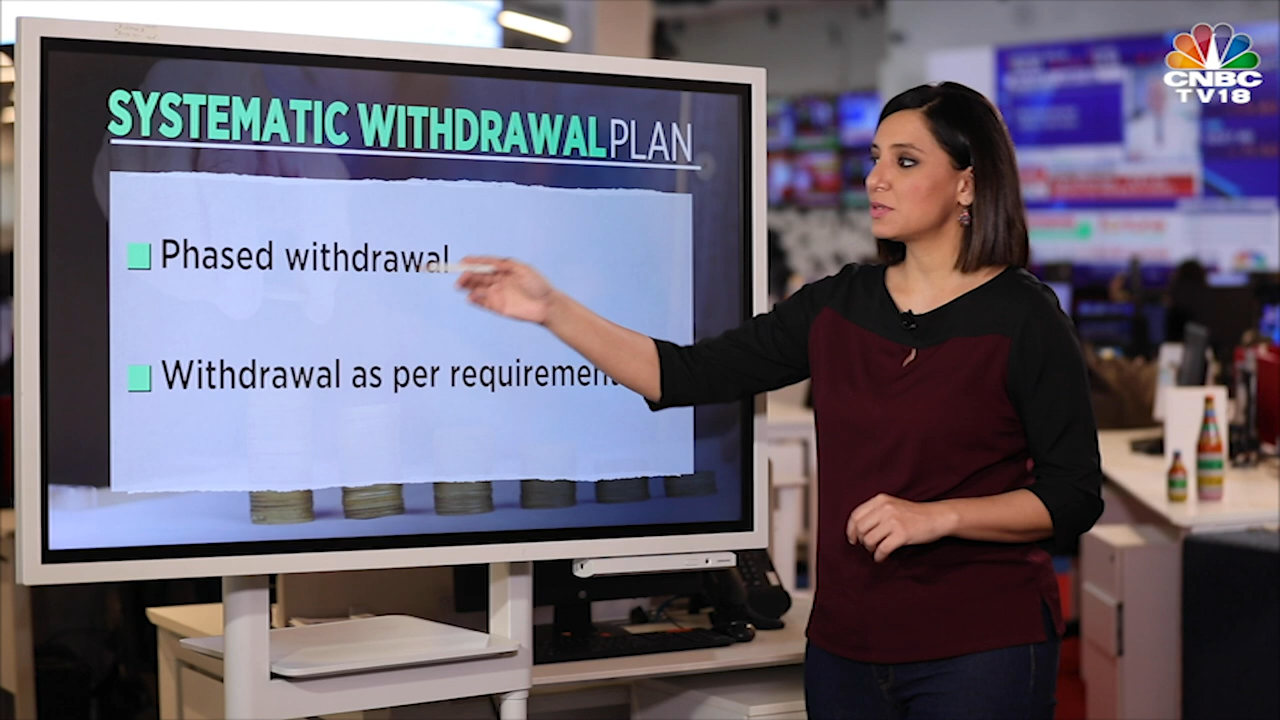 SYSTEMATIC WITHDRAWAL PLAN
Phased withdrawal
Withdrawal as per requirement
CNBC
TV18